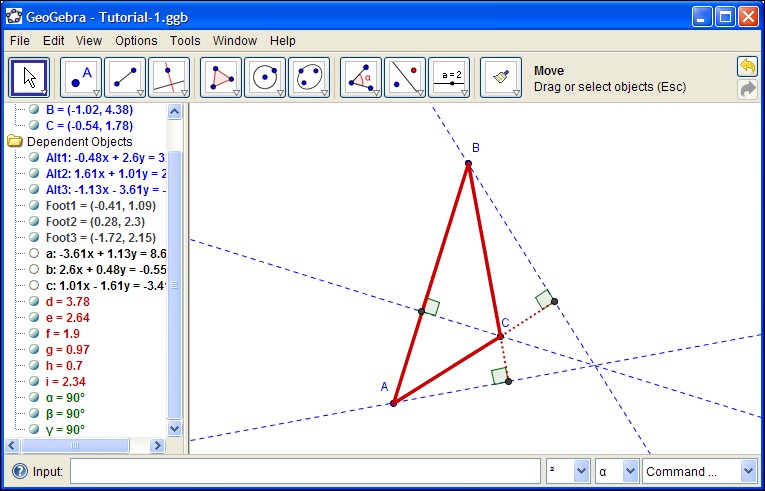 GeoGebra - Tutorial-1.ggb
File Edit View Options Tools Window Help
A
α
a = 2
Move
Drag or select objects (Esc)
B = (-1.02, 4.38)
C = (-0.54, 1.78)
Dependent Objects
Alt1: -0.48x + 2.6y = 3.
Alt2: 1.61x + 1.01y = 2
Alt3: -1.13x - 3.61y = -
Foot1 = (-0.41, 1.09)
Foot2 = (0.28, 2.3)
Foot3 = (-1.72, 2.15)
a: -3.61x + 1.13y = 8.6
b: 2.6x + 0.48y = -0.55
c: 1.01x - 1.61y = -3.4
d = 3.78
e = 2.64
f = 1.9
g = 0.97
h = 0.7
i = 2.34
α = 90°
β = 90°
γ = 90°
B
C
A
Input:
²
α
Command ...